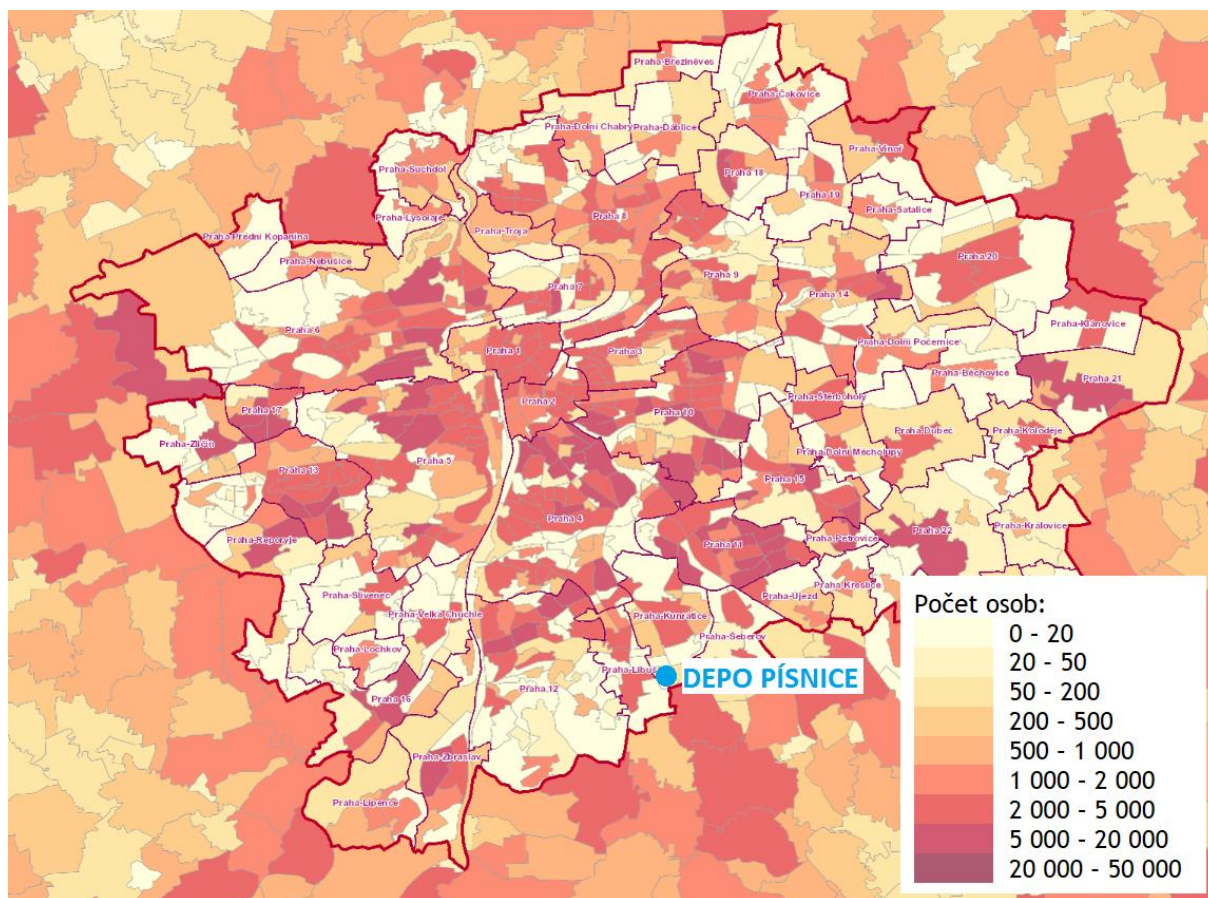 Praha-Březiněves
Praha-Čakovice
Praha-Dolní Chabry
Praha-Ďáblice
Praha-Vinoř
Praha-Suchdol
Praha 18
Praha 19
Praha-Satalice
Praha-Lysolaje
Praha 8
Praha-Troja
Praha-Přední Kopanina
Praha-Nebušice
Praha 20
Praha 9
Praha 7
Praha 14
Praha 6
Praha-Klánovice
Praha 1
Praha 3
Praha-Dolní Počernice
Praha-Běchovice
Praha 21
Praha 2
Praha-Štěrboholy
Praha 17
Praha 10
Praha-Dubeč
Praha-Koloděje
Praha-Zličín
Praha-Dolní Měcholupy
Praha 5
Praha 13
Praha 15
Praha 4
Praha-Královice
Praha 22
Praha-Petrovice
Praha 11
Praha-Řeporyje
Praha-Křeslice
Praha-Slivenec
Praha-Újezd
Praha-Velká Chuchle
Praha-Kunratice
Praha-Šeberov
Praha-Lochkov
Praha-Libuš
DEPO PÍSNICE
Praha 12
Praha 16
Praha-Zbraslav
Praha-Lipence
Počet osob:
0 - 20
20 - 50
50 - 200
200 - 500
500 - 1 000
1 000 - 2 000
2 000 - 5 000
5 000 - 20 000
20 000 - 50 000